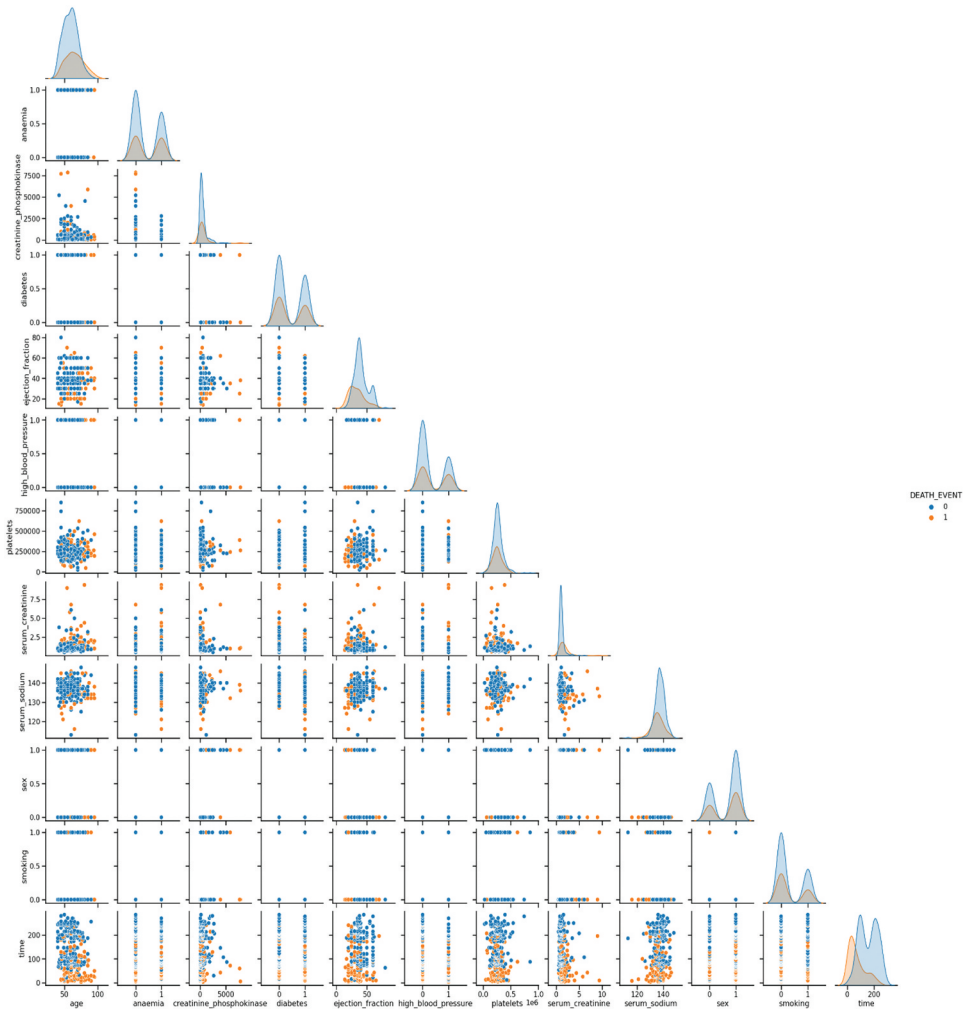 anaemia
1.0
0.5
0.0
creatinine_phosphokinase
7500
5000
2500
0
diabetes
1.0
0.5
0.0
ejection_fraction
80
60
40
20
high_blood_pressure
1.0
0.5
0.0
DEATH_EVENT
0
1
platelets
750000
500000
250000
0
serum_creatinine
7.5
5.0
2.5
serum_sodium
140
130
120
sex
1.0
0.5
0.0
smoking
1.0
0.5
0.0
time
200
100
0
50 100 0 1 0 5000 0 1 50 0 1 0.0 0.5 1.0 0 5 10 120 140 0 1 0 1 0 200
1e6
age anaemia creatinine_phosphokinase diabetes ejection_fraction high_blood_pressure platelets serum_creatinine serum_sodium sex smoking time